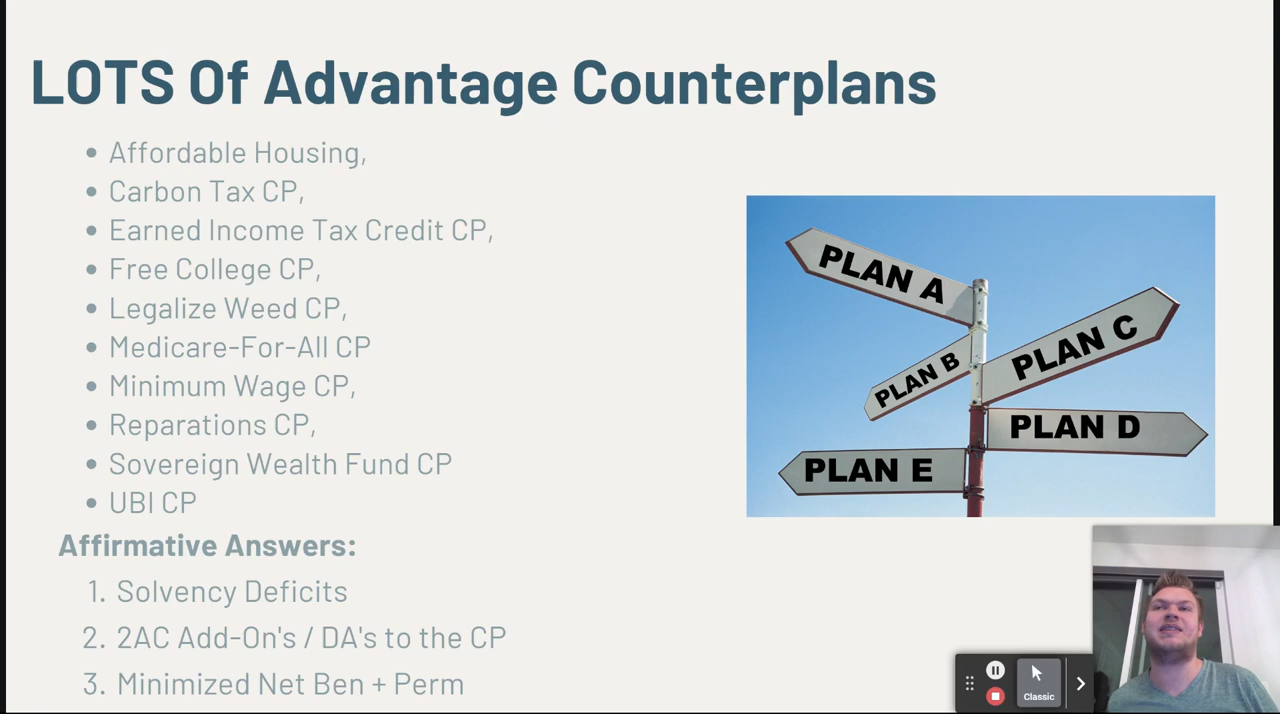 LOTS Of Advantage Counterplans
Affordable Housing,
Carbon Tax CP,
Earned Income Tax Credit CP,
Free College CP,
Legalize Weed CP,
Medicare-For-All CP
Minimum Wage CP,
Reparations CP,
Sovereign Wealth Fund CP
UBI CP
Affirmative Answers:
1. Solvency Deficits
2. 2AC Add-On's / DA's to the CP
3. Minimized Net Ben + Perm
PLAN A
PLAN B
PLAN C
PLAN D
PLAN E
Classic